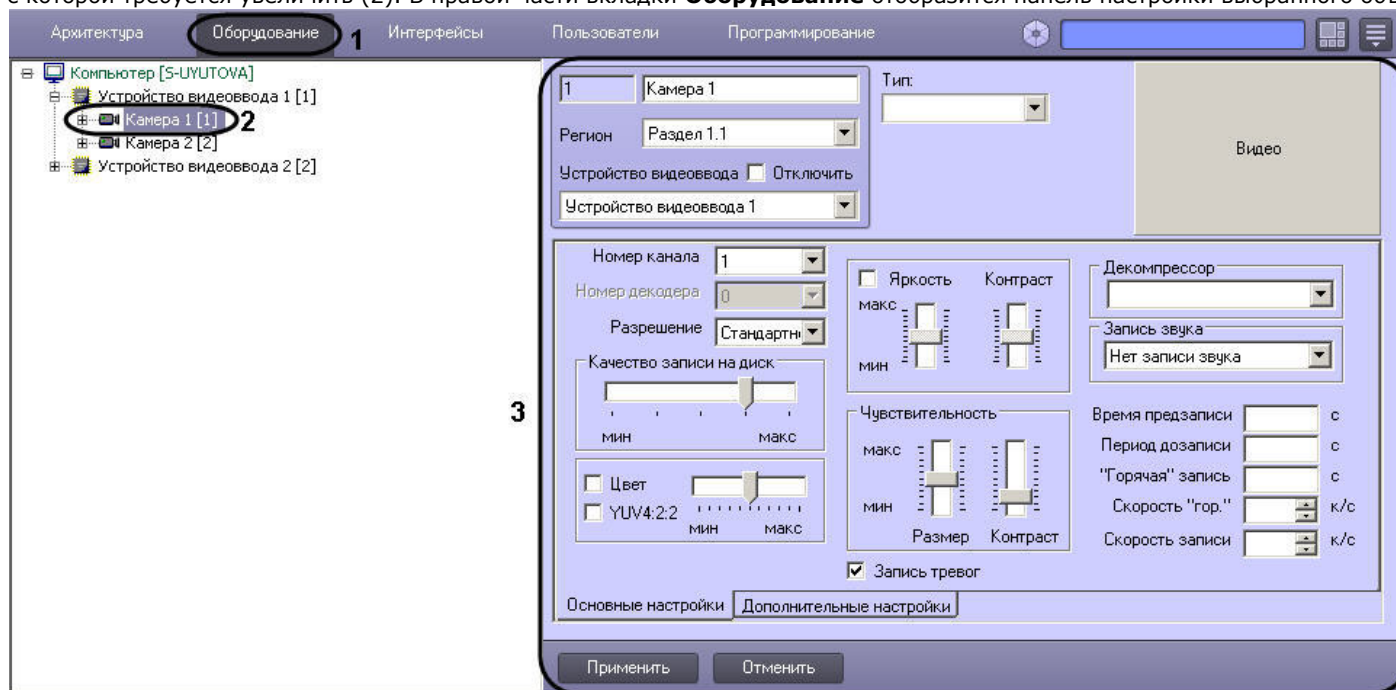 с которой требуется увеличить (2). В правой части вкладки Оборудование отобразится панель настройки выбранного объ
Архитектура Оборудование 1 Интерфейсы Пользователи Программирование
Компьютер [S-UYUTOVA]
Устройство видеоввода 1 [1]
Камера 1 [1] 2
Камера 2 [2]
Устройство видеоввода 2 [2]
3
1 Камера 1
Тип:
Регион Раздел 1.1
Устройство видеоввода Отключить
Устройство видеоввода 1
Видео
Номер канала 1
Номер декодера 0
Разрешение Стандартн
Качество записи на диск
мин макс
Цвет
YUV4:2:2
мин макс
Яркость Контраст
макс
мин
Чувствительность
макс
мин
Размер Контраст
Запись тревог
Декомпрессор
Запись звука
Нет записи звука
Время предзаписи с
Период дозаписи с
"Горячая" запись с
Скорость "гор." к/с
Скорость записи к/с
Основные настройки Дополнительные настройки
Применить Отменить